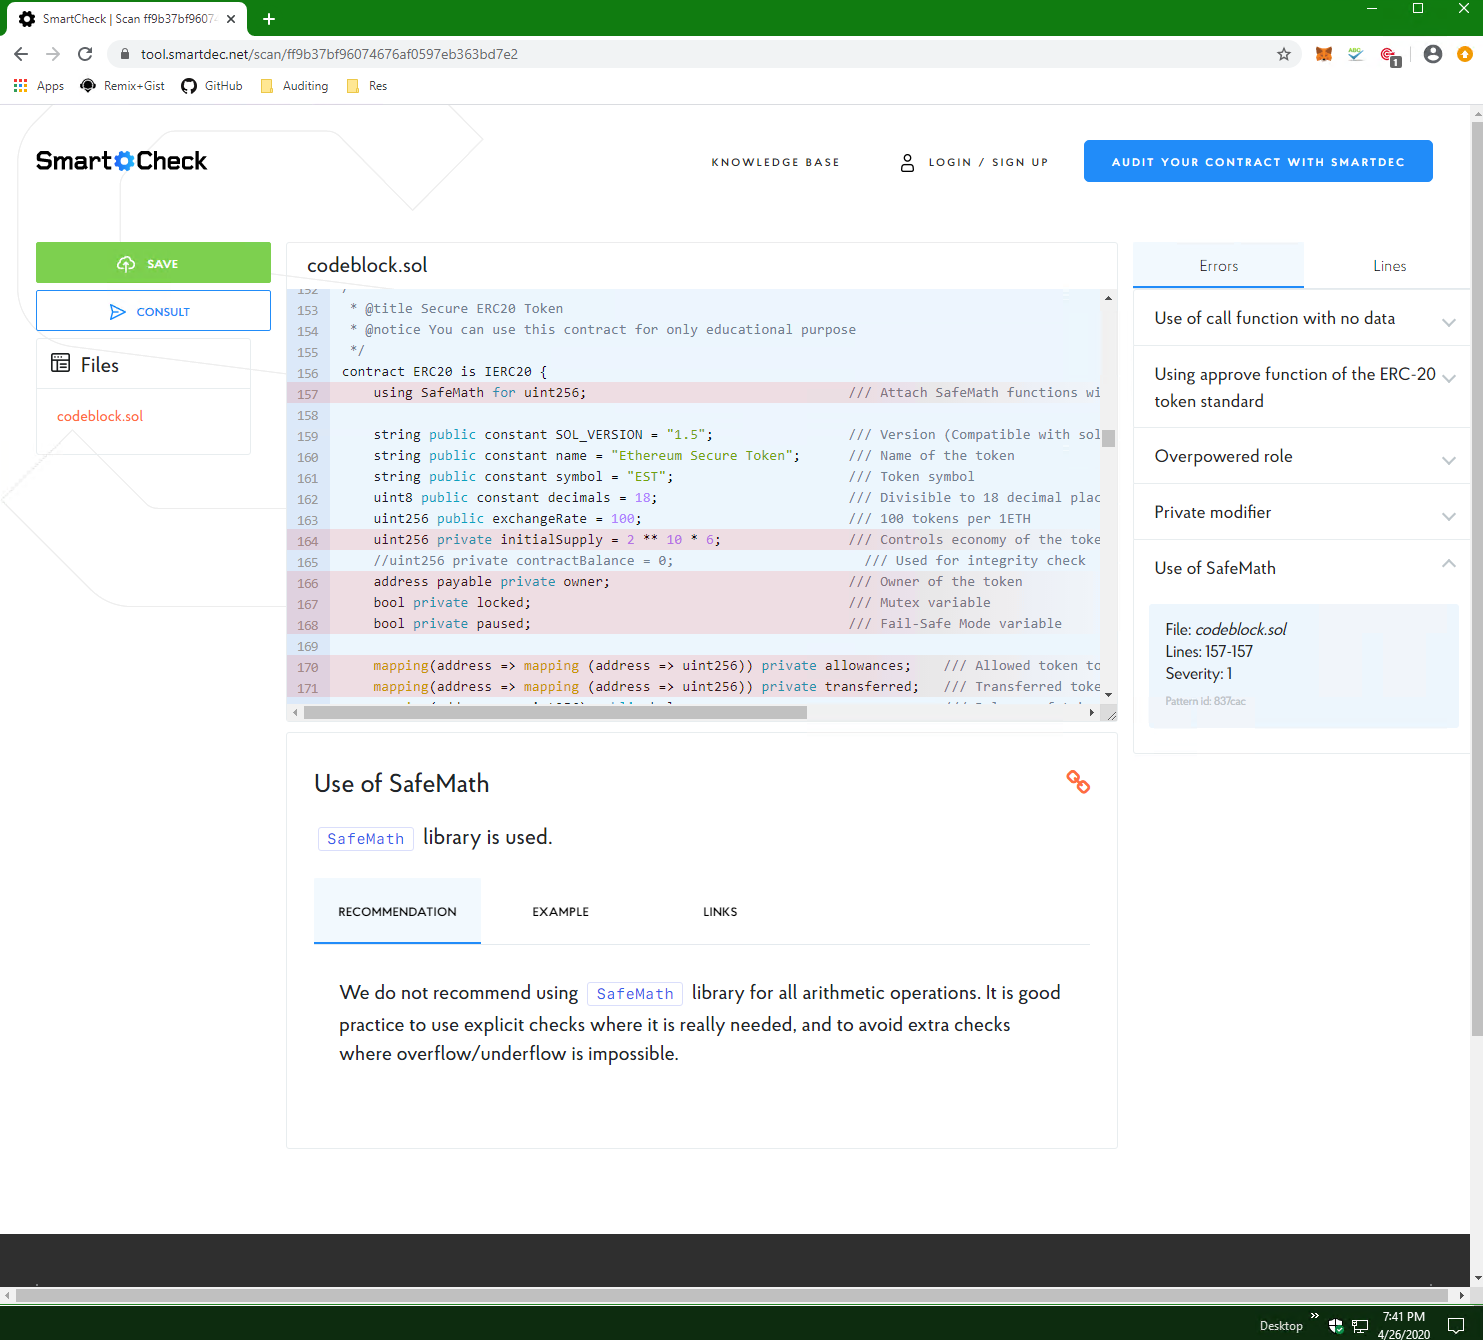 SmartCheck | Scan ff9b37bf9607
tool.smartdec.net/scan/ff9b37bf96074676af0597eb363bd7e2
1
Apps
Remix+Gist
GitHub
Auditing
Res
SmartCheck
KNOWLEDGE BASE
LOGIN / SIGN UP
AUDIT YOUR CONTRACT WITH SMARTDEC
SAVE
CONSULT
Files
codeblock.sol
codeblock.sol
152
153 * @title Secure ERC20 Token
154 * @notice You can use this contract for only educational purpose
155 */
156 contract ERC20 is IERC20 {
157 using SafeMath for uint256; /// Attach SafeMath functions wi
158
159 string public constant SOL_VERSION = "1.5"; /// Version (Compatible with sol
160 string public constant name = "Ethereum Secure Token"; /// Name of the token
161 string public constant symbol = "EST"; /// Token symbol
162 uint8 public constant decimals = 18; /// Divisible to 18 decimal plac
163 uint256 public exchangeRate = 100; /// 100 tokens per 1ETH
164 uint256 private initialSupply = 2 ** 10 * 6; /// Controls economy of the toke
165 //uint256 private contractBalance = 0; /// Used for integrity check
166 address payable private owner; /// Owner of the token
167 bool private locked; /// Mutex variable
168 bool private paused; /// Fail-Safe Mode variable
169
170 mapping(address => mapping (address => uint256)) private allowances; /// Allowed token to
171 mapping(address => mapping (address => uint256)) private transferred; /// Transferred toke
Errors
Lines
Use of call function with no data
Using approve function of the ERC-20
token standard
Overpowered role
Private modifier
Use of SafeMath
File: codeblock.sol
Lines: 157-157
Severity: 1
Pattern id: 837cac
Use of SafeMath
SafeMath library is used.
RECOMMENDATION
EXAMPLE
LINKS
We do not recommend using SafeMath library for all arithmetic operations. It is good
practice to use explicit checks where it is really needed, and to avoid extra checks
where overflow/underflow is impossible.
Desktop
7:41 PM
4/26/2020